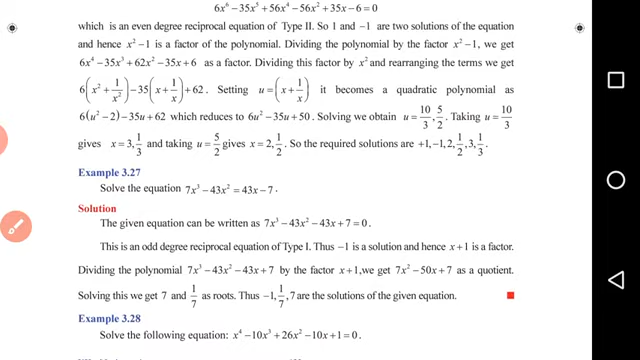 6x⁶ − 35x⁵ + 56x⁴ − 56x² + 35x − 6 = 0
which is an even degree reciprocal equation of Type II. So 1 and −1 are two solutions of the equation
and hence x² − 1 is a factor of the polynomial. Dividing the polynomial by the factor x² − 1, we get
6x⁴ − 35x³ + 62x² − 35x + 6 as a factor. Dividing this factor by x² and rearranging the terms we get
6(x² + 1/x²) − 35(x + 1/x) + 62. Setting u = (x + 1/x) it becomes a quadratic polynomial as
6(u² − 2) − 35u + 62 which reduces to 6u² − 35u + 50. Solving we obtain u = 10/3, 5/2. Taking u = 10/3
gives x = 3, 1/3 and taking u = 5/2 gives x = 2, 1/2. So the required solutions are +1, −1, 2, 1/2, 3, 1/3.
Example 3.27
Solve the equation 7x³ − 43x² = 43x − 7.
Solution
The given equation can be written as 7x³ − 43x² − 43x + 7 = 0.
This is an odd degree reciprocal equation of Type I. Thus −1 is a solution and hence x + 1 is a factor.
Dividing the polynomial 7x³ − 43x² − 43x + 7 by the factor x + 1, we get 7x² − 50x + 7 as a quotient.
Solving this we get 7 and 1/7 as roots. Thus −1, 1/7, 7 are the solutions of the given equation.
Example 3.28
Solve the following equation: x⁴ − 10x³ + 26x² − 10x + 1 = 0.